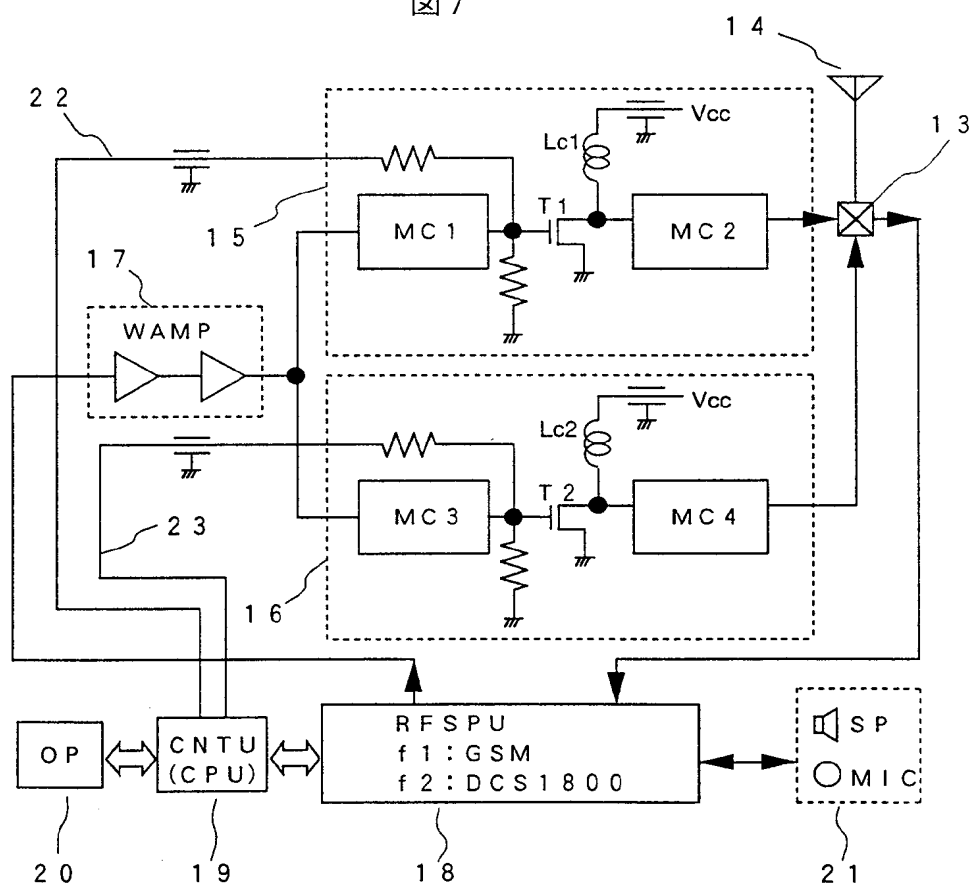 図7
14
22
Vcc
Lc1
13
T1
15
MC1
MC2
17
WAMP
Vcc
Lc2
T2
MC3
MC4
23
16
RFSPU
f1:GSM
f2:DCS1800
OP
CNTU
(CPU)
SP
MIC
20
19
18
21